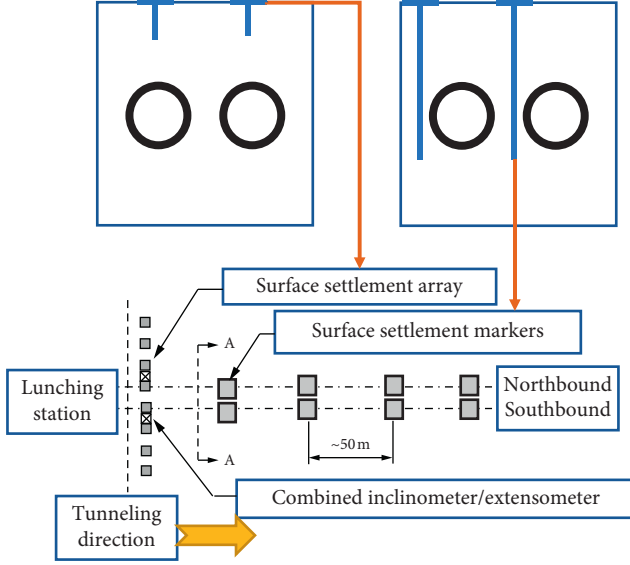 Surface settlement array
A
Surface settlement markers
Lunching
station
Northbound
Southbound
~50 m
A
Combined inclinometer/extensometer
Tunneling
direction